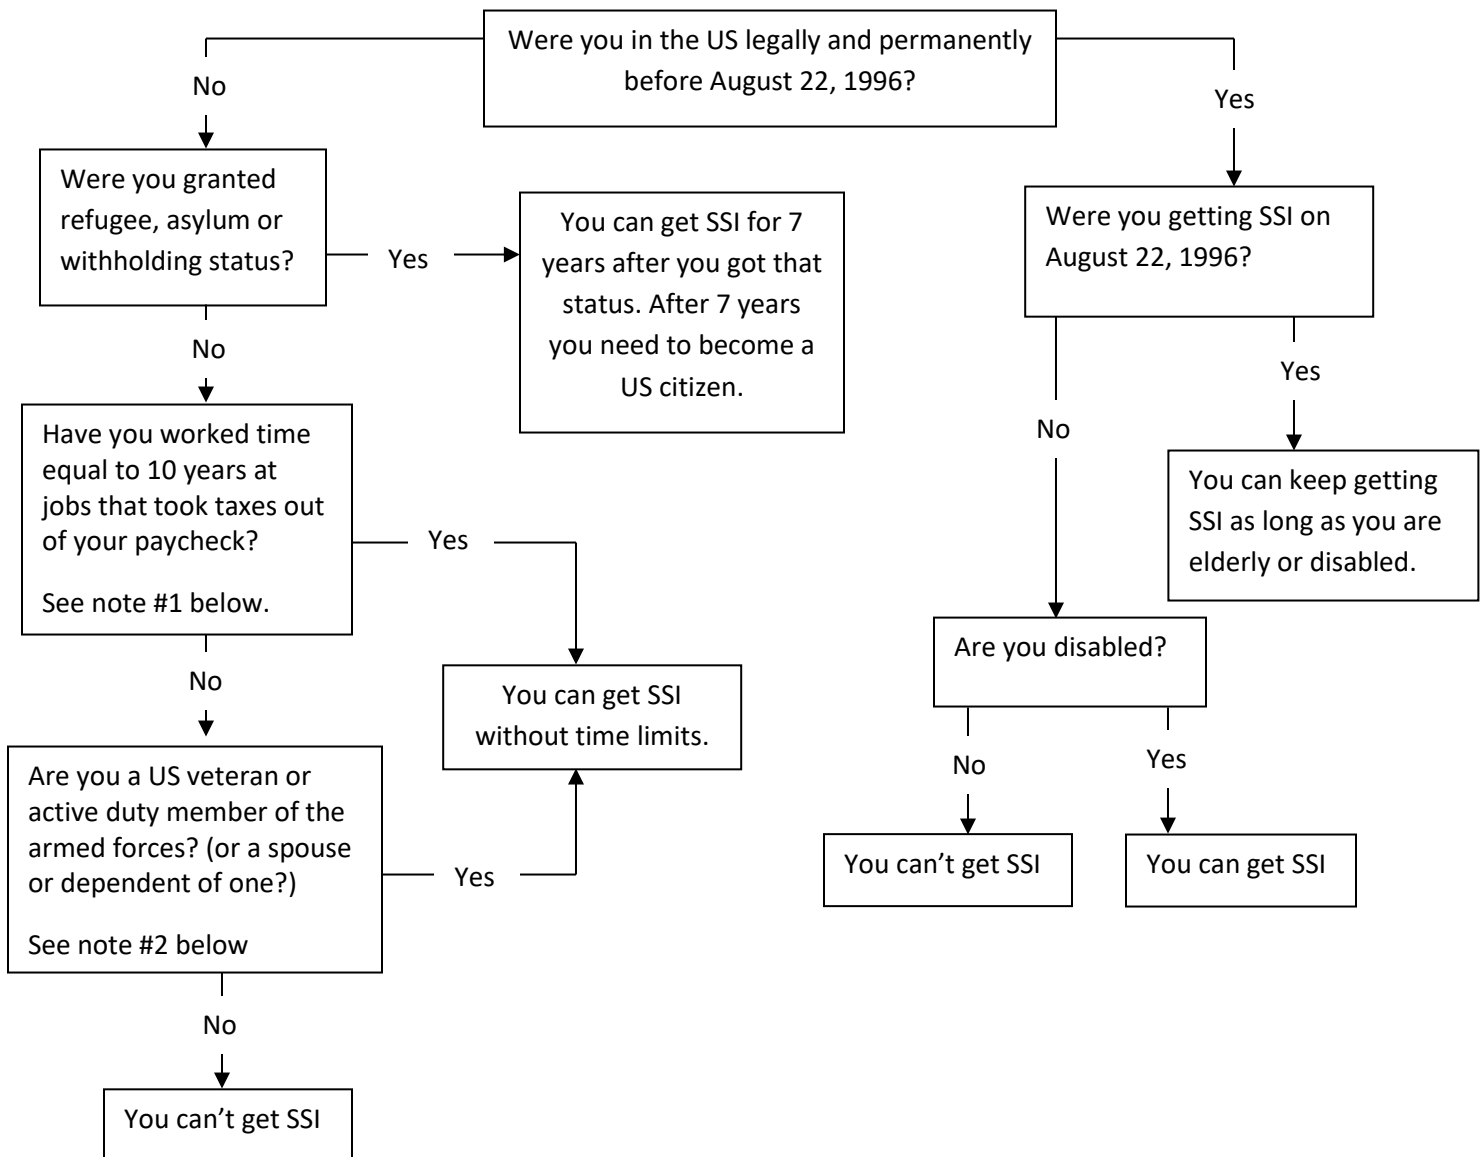 Were you in the US legally and permanently
before August 22, 1996?
No
Yes
Were you granted
refugee, asylum or
withholding status?
Yes
You can get SSI for 7
years after you got that
status. After 7 years
you need to become a
US citizen.
Were you getting SSI on
August 22, 1996?
No
Yes
No
You can keep getting
SSI as long as you are
elderly or disabled.
Have you worked time
equal to 10 years at
jobs that took taxes out
of your paycheck?
See note #1 below.
Yes
No
You can get SSI
without time limits.
Are you disabled?
No
Yes
You can't get SSI
You can get SSI
Are you a US veteran or
active duty member of the
armed forces? (or a spouse
or dependent of one?)
See note #2 below
Yes
No
You can't get SSI